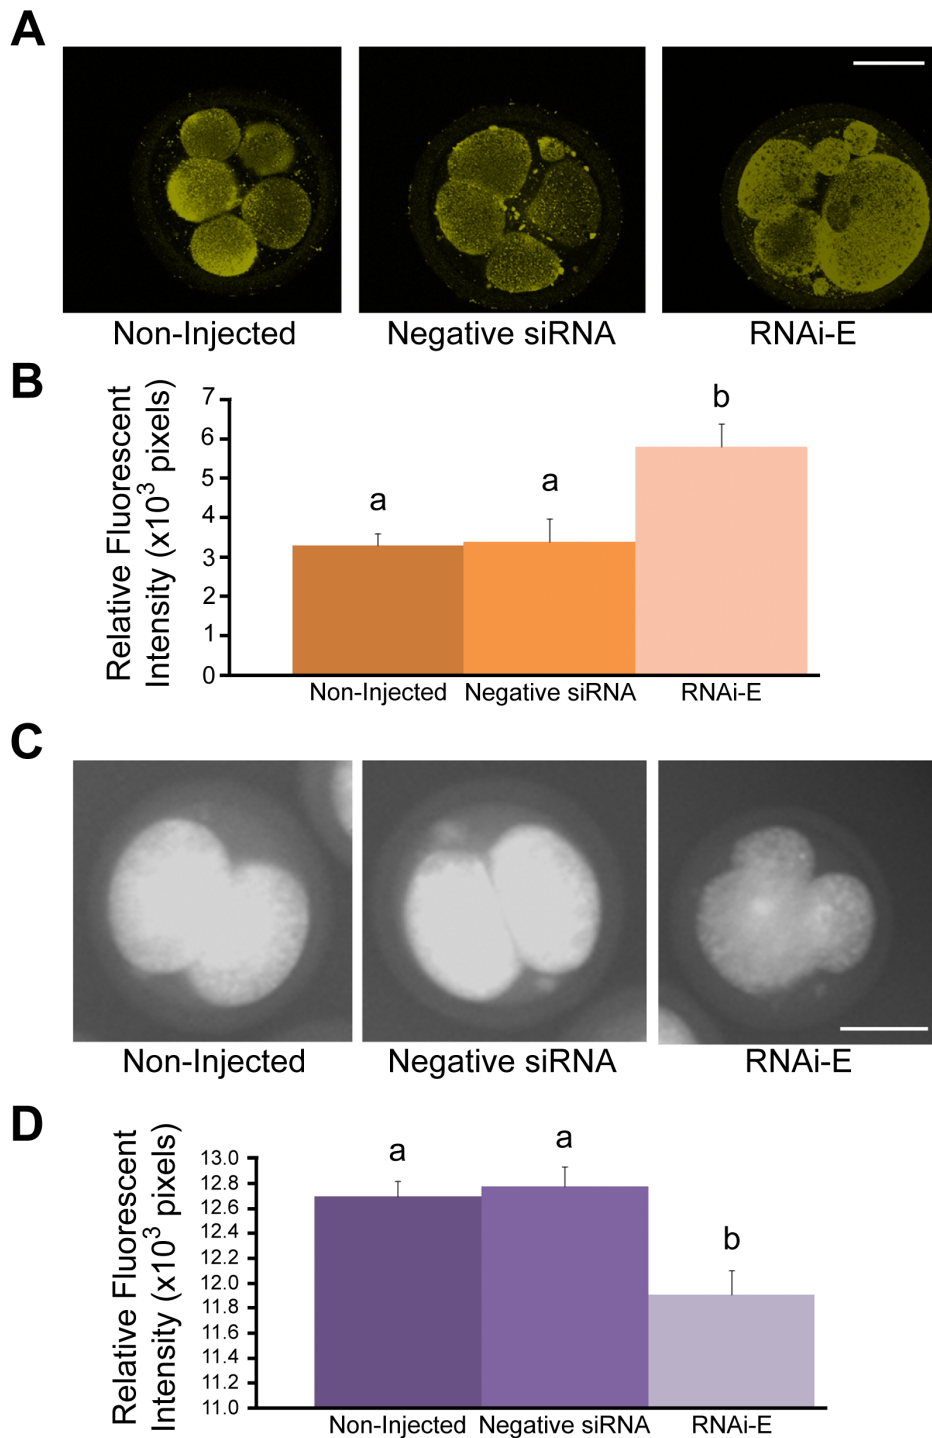 A
Non-Injected
Negative siRNA
RNAi-E
B
Relative Fluorescent
Intensity (x10³ pixels)
7
6
5
4
3
2
1
0
a
a
b
Non-Injected
Negative siRNA
RNAi-E
C
Non-Injected
Negative siRNA
RNAi-E
D
Relative Fluorescent
Intensity (x10³ pixels)
13.0
12.8
12.6
12.4
12.2
12.0
11.8
11.6
11.4
11.2
11.0
a
a
b
Non-Injected
Negative siRNA
RNAi-E